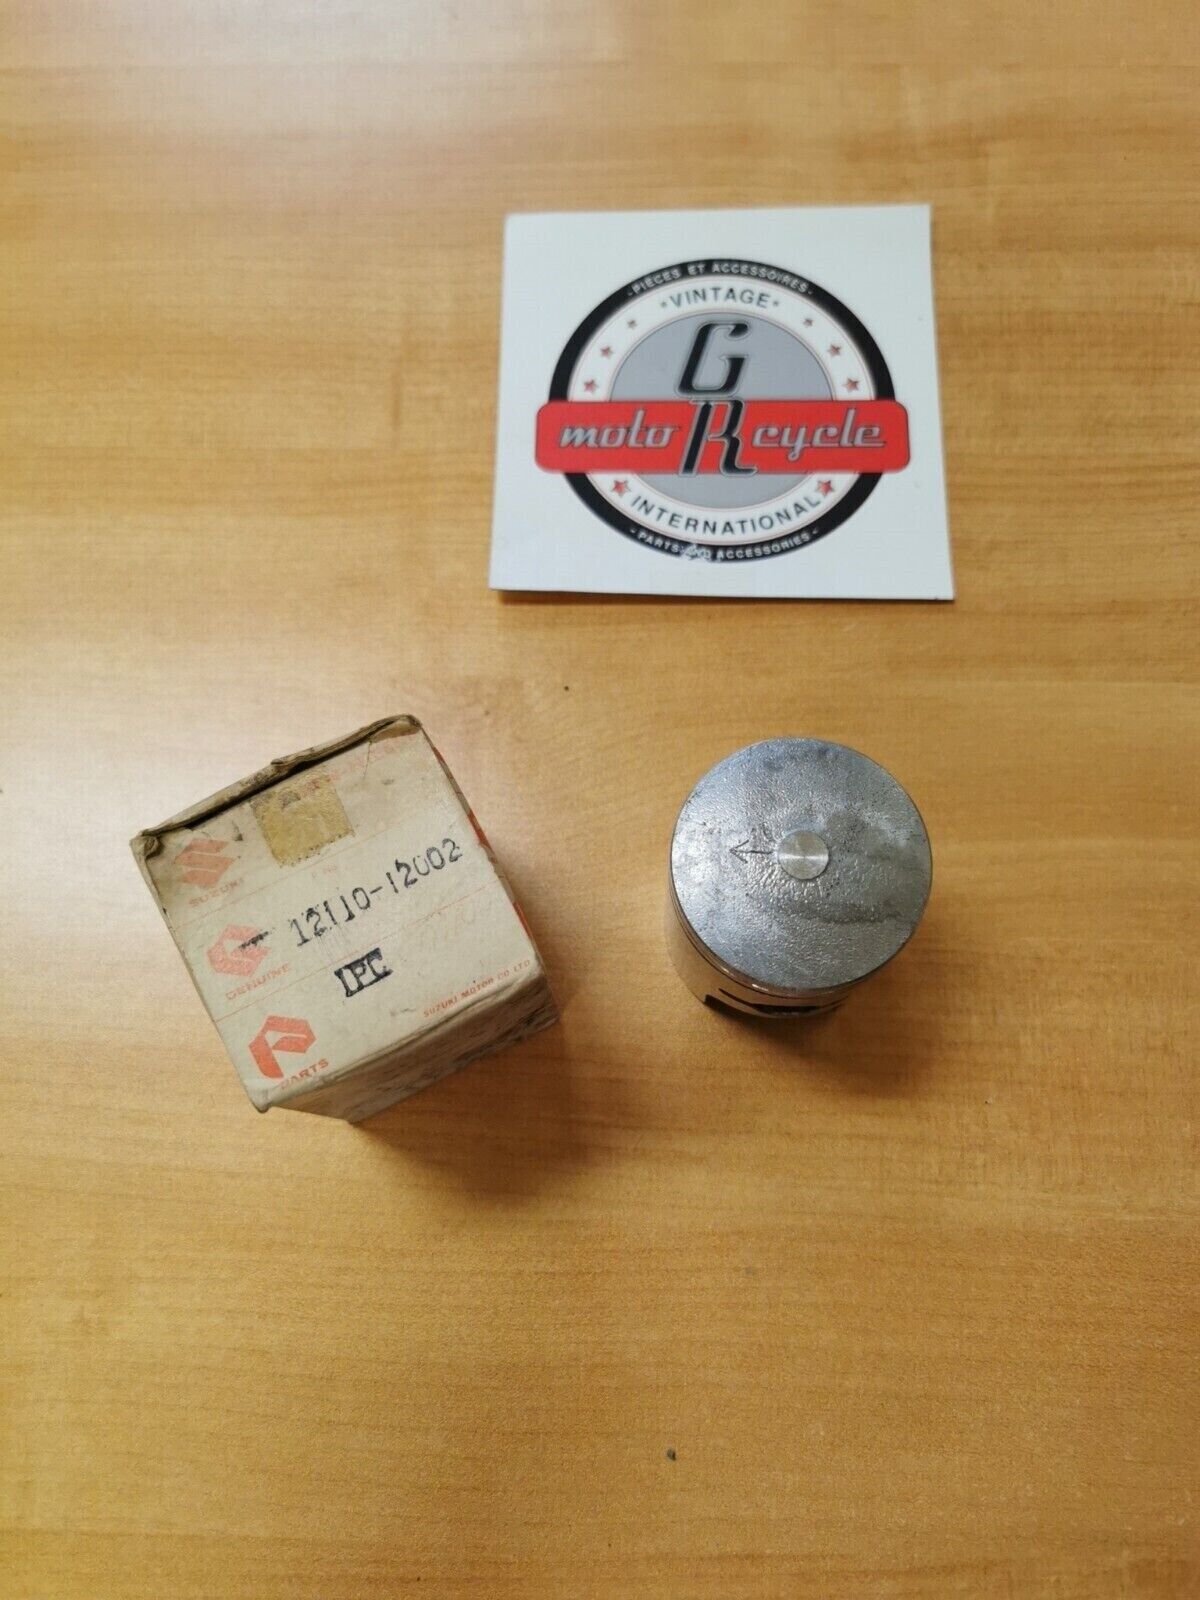 - PIÈCES ET ACCESSOIRES -
VINTAGE
G
moto R cycle
INTERNATIONAL
- PARTS AND ACCESSORIES -
SUZUKI
12110-12002
GENUINE
1PC
SUZUKI MOTOR CO LTD
PARTS